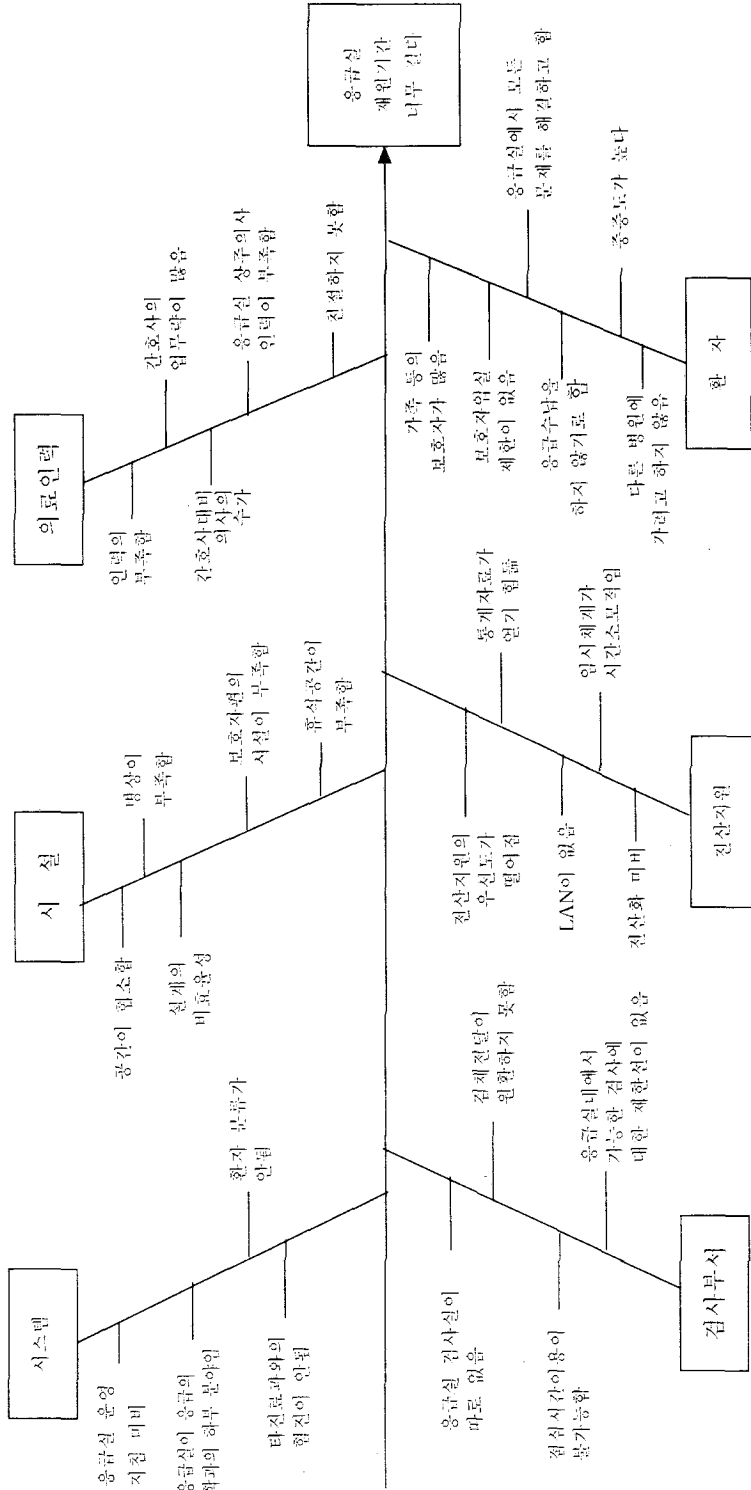 시스템
응급실 운영
지침 미비
응급실이 응급의
학과의 하부 분야임
타진료과와의
협진이 안됨
환자 분류가
안됨
시 설
공간이 협소함
병상이
부족함
설계의
비효율성
보호자편의
시설이 부족함
휴식공간이
부족함
의료인력
인력의
부족함
간호사의
업무량이 많음
간호사대비
의사의
수가
응급실 상주의사
인력이 부족함
친절하지 못함
응급실
재원기간
너무 길다
검사부서
응급실 검사실이
따로 없음
검체전달이
원활하지 못함
점심시간이용이
불가능함
응급실내에서
가능한 검사에
대한 제한선이 없음
전산지원
전산지원의
우선도가
떨어짐
통계자료가
얻기 힘듦
LAN이 없음
임시체계가
시간소모적임
전산화 미비
환 자
가족 등의
보호자가 많음
보호자입실
제한이 없음
응급실에서 모든
문제를 해결하고 함
응급수납을
하지 않기로 함
중증도가 높다
다른 병원에
가려고 하지 않음